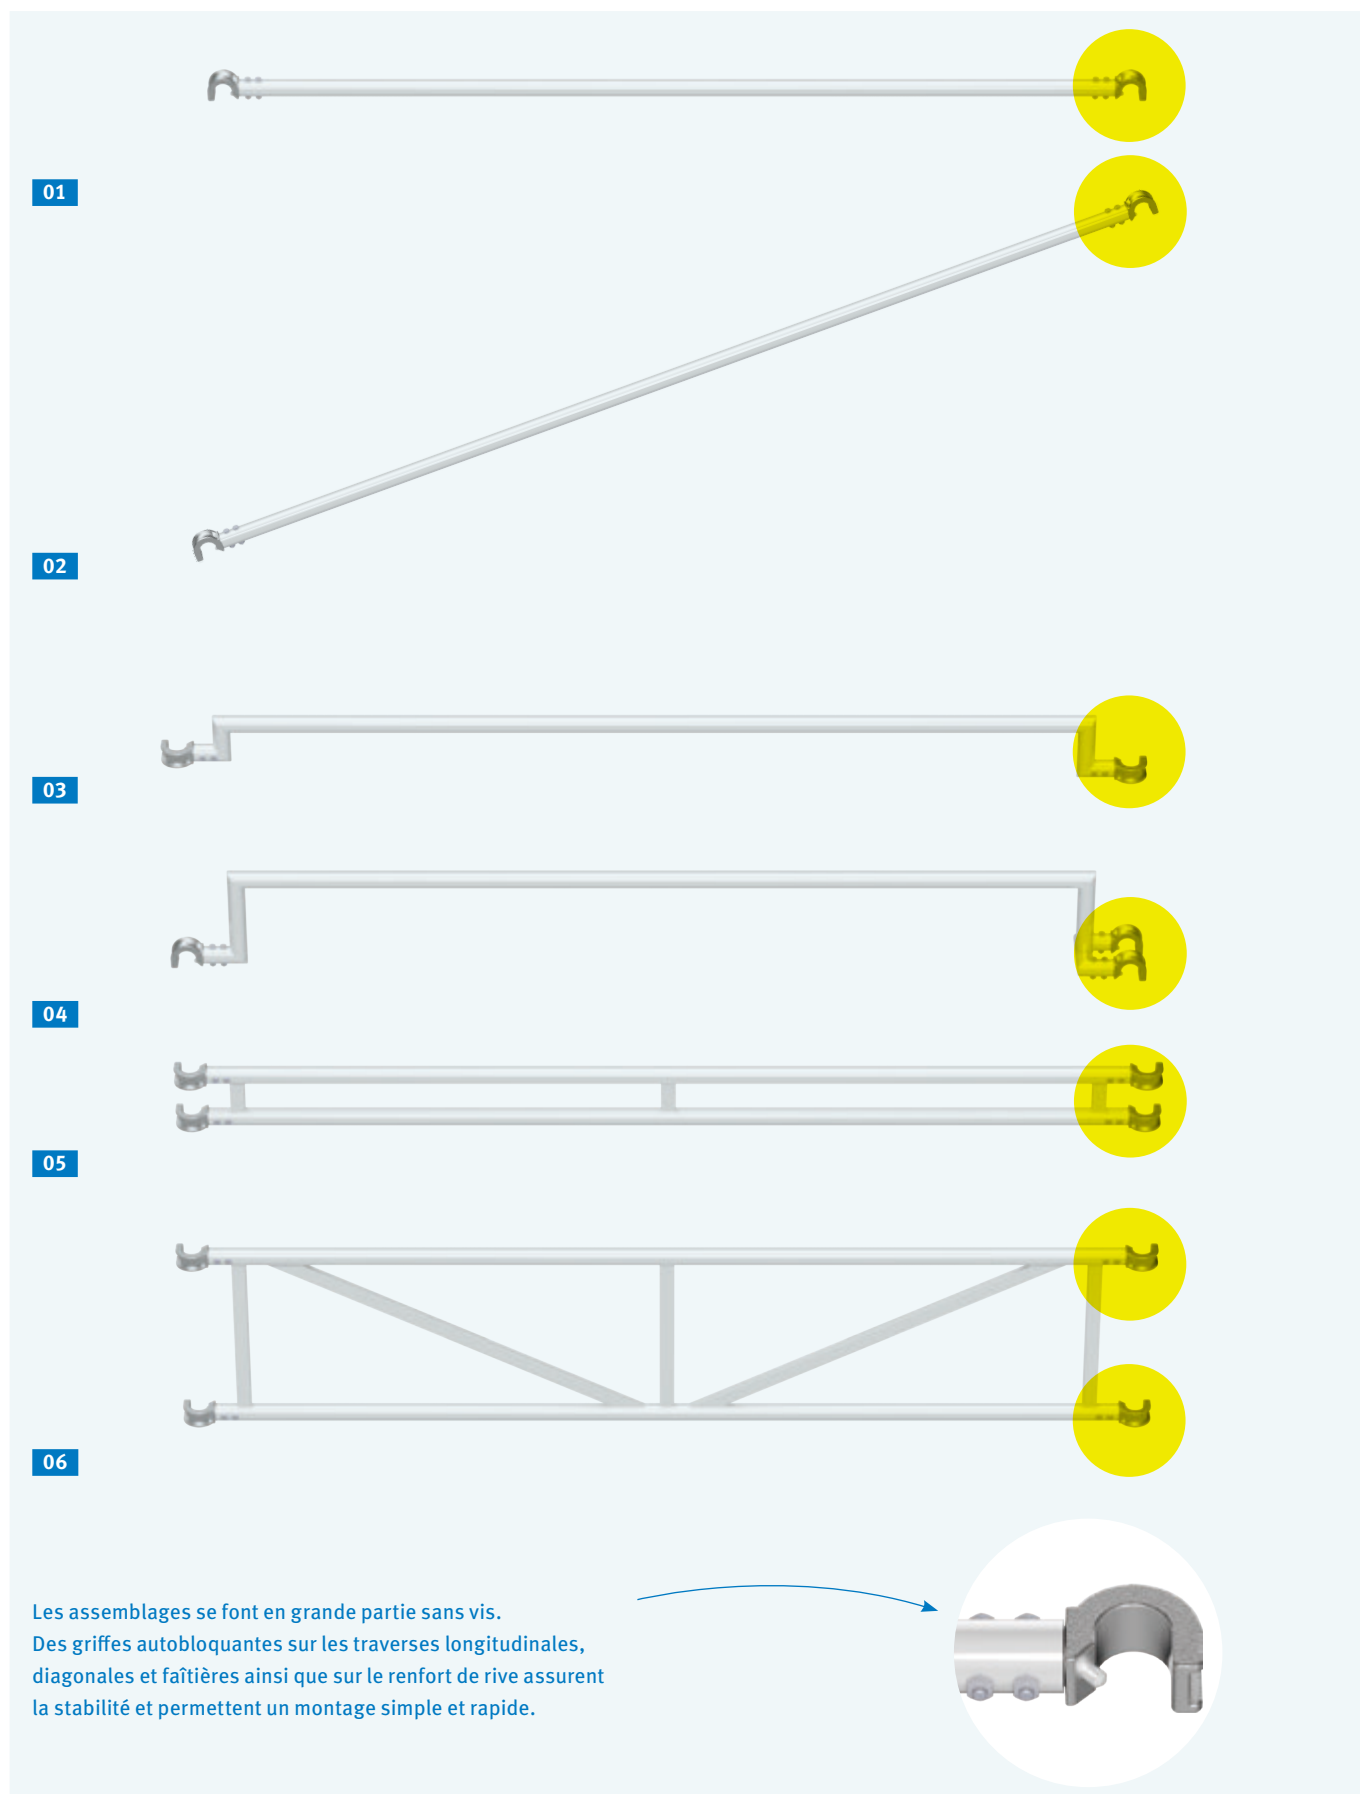 01
02
03
04
05
06
Les assemblages se font en grande partie sans vis.
Des griffes autobloquantes sur les traverses longitudinales,
diagonales et faîtières ainsi que sur le renfort de rive assurent
la stabilité et permettent un montage simple et rapide.